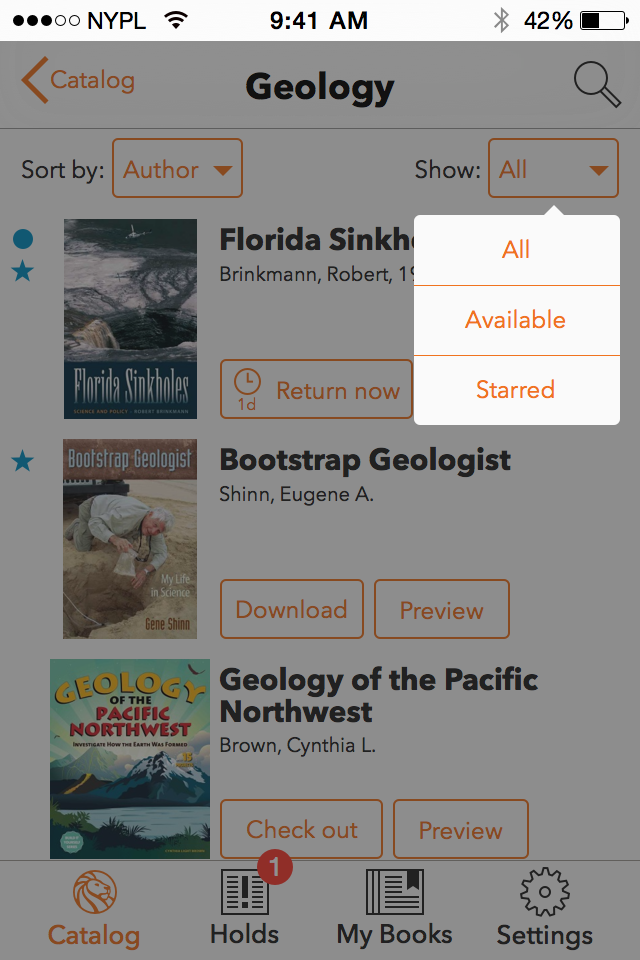 NYPL 9:41 AM 42%
Catalog
Geology
Sort by: Author
Show: All
All
Available
Starred
Florida Sinkh
Brinkmann, Robert, 19
1d
Return now
Florida Sinkholes
SCIENCE AND POLICY • ROBERT BRINKMANN
Bootstrap Geologist
Shinn, Eugene A.
Download
Preview
Bootstrap Geologist
My Life
in Science
Gene Shinn
Geology of the Pacific
Northwest
Brown, Cynthia L.
Check out
Preview
GEOLOGY
OF THE
PACIFIC
NORTHWEST
INVESTIGATE HOW THE EARTH WAS FORMED
Catalog
1
Holds
My Books
Settings